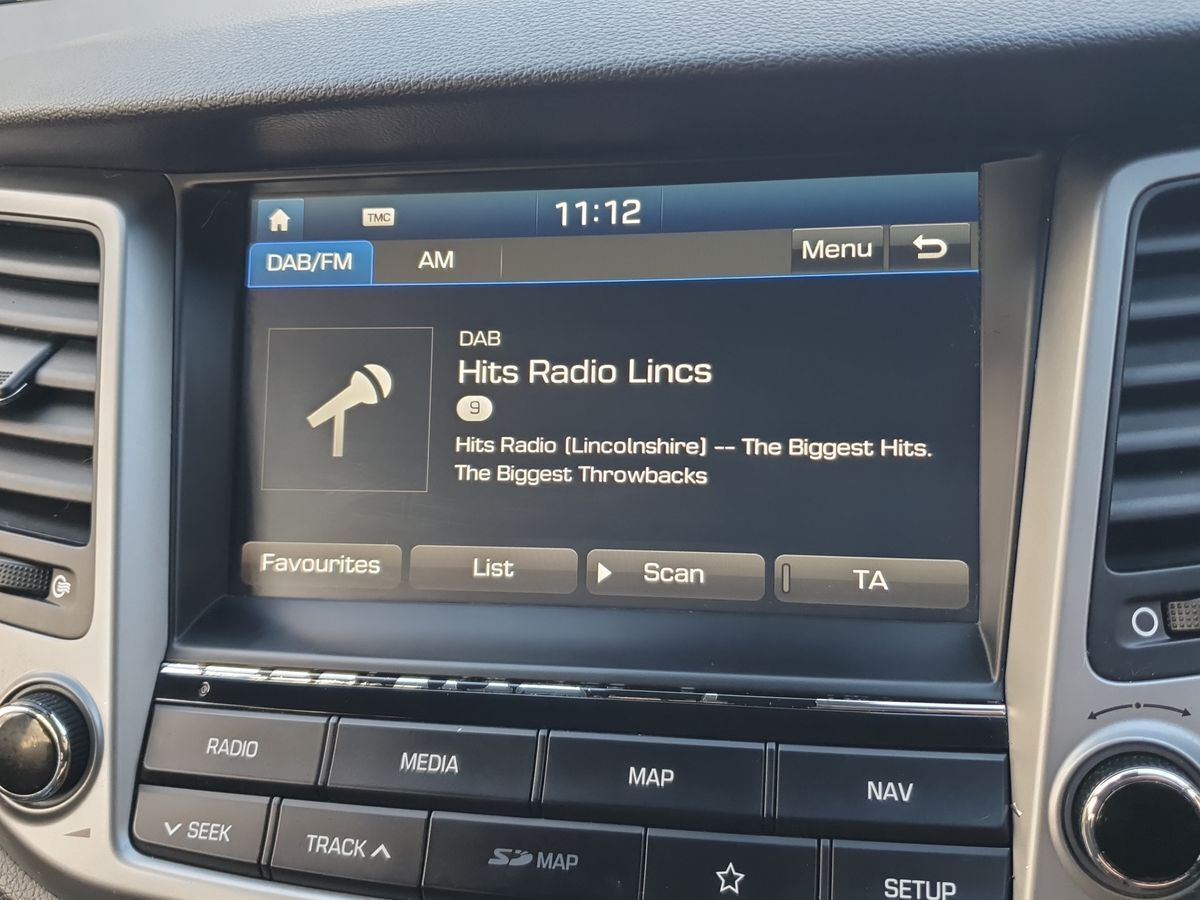 TMC
11:12
DAB/FM AM Menu
DAB
Hits Radio Lincs
9
Hits Radio (Lincolnshire) -- The Biggest Hits.
The Biggest Throwbacks
Favourites List Scan TA
RADIO MEDIA MAP NAV
SEEK TRACK SD MAP SETUP